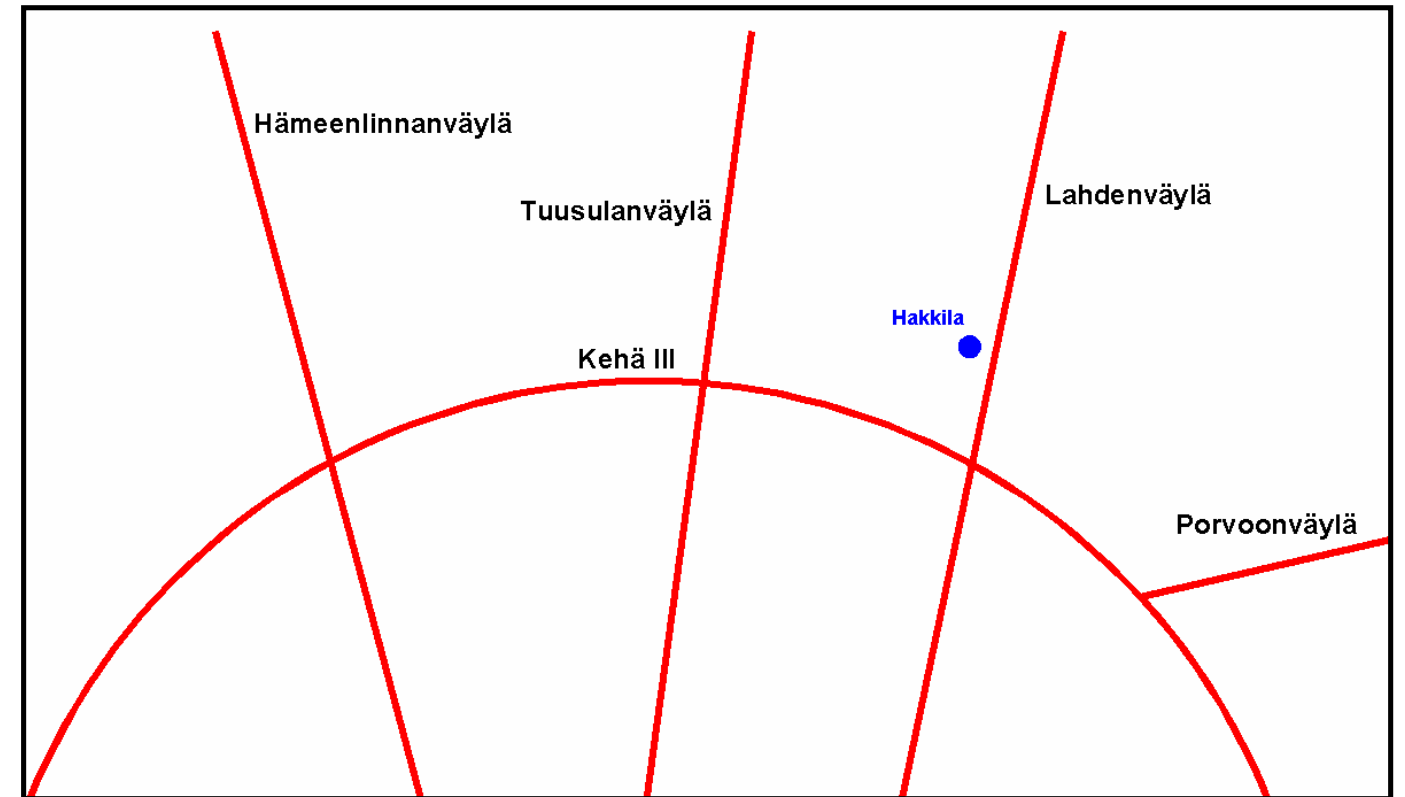 Hämeenlinnanväylä
Lahdenväylä
Tuusulanväylä
Hakkila
Kehä III
Porvoonväylä